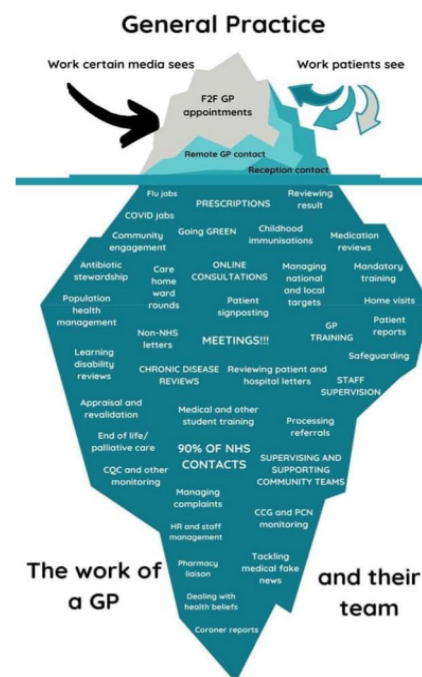 General Practice
Work certain media sees
Work patients see
F2F GP
appointments
Remote GP contact
Reception contact
Flu jabs
PRESCRIPTIONS
Reviewing
result
COVID jabs
Community
engagement
Going GREEN
Childhood
immunisations
Medication
reviews
Antibiotic
stewardship
Care
home
ward
rounds
ONLINE
CONSULTATIONS
Managing
national
and local
targets
Mandatory
training
Population
health
management
Patient
signposting
Home visits
Non-NHS
letters
MEETINGS!!!
GP
TRAINING
Patient
reports
Learning
disability
reviews
CHRONIC DISEASE
REVIEWS
Reviewing patient and
hospital letters
Safeguarding
STAFF
SUPERVISION
Appraisal and
revalidation
Medical and other
student training
Processing
referrals
End of life/
palliative care
90% OF NHS
CONTACTS
SUPERVISING AND
SUPPORTING
COMMUNITY TEAMS
CQC and other
monitoring
Managing
complaints
CCG and PCN
monitoring
HR and staff
management
Pharmacy
liaison
Tackling
medical fake
news
Dealing with
health beliefs
Coroner reports
The work of
a GP
and their
team